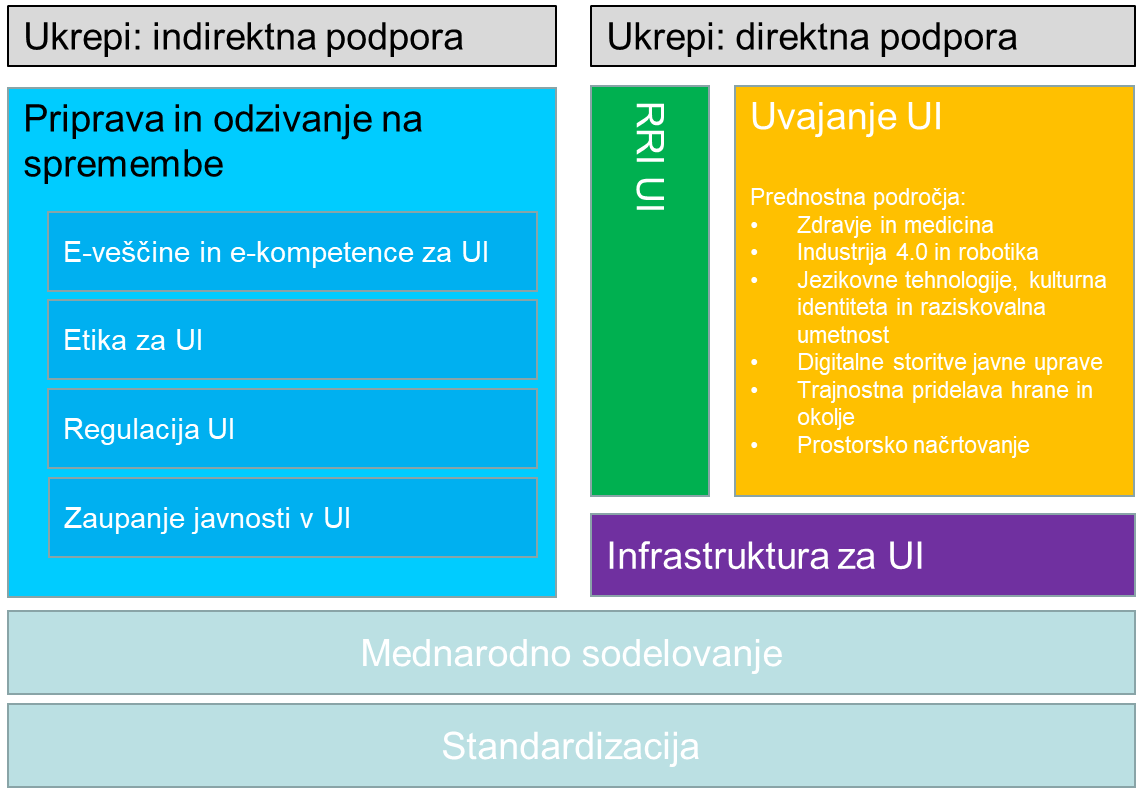 Ukrepi: indirektna podpora
Priprava in odzivanje na
spremembe
E-veščine in e-kompetence za UI
Etika za UI
Regulacija UI
Zaupanje javnosti v UI
Ukrepi: direktna podpora
RRI UI
Uvajanje UI
Prednostna področja:
• Zdravje in medicina
• Industrija 4.0 in robotika
• Jezikovne tehnologije, kulturna
identiteta in raziskovalna
umetnost
• Digitalne storitve javne uprave
• Trajnostna pridelava hrane in
okolje
• Prostorsko načrtovanje
Infrastruktura za UI
Mednarodno sodelovanje
Standardizacija